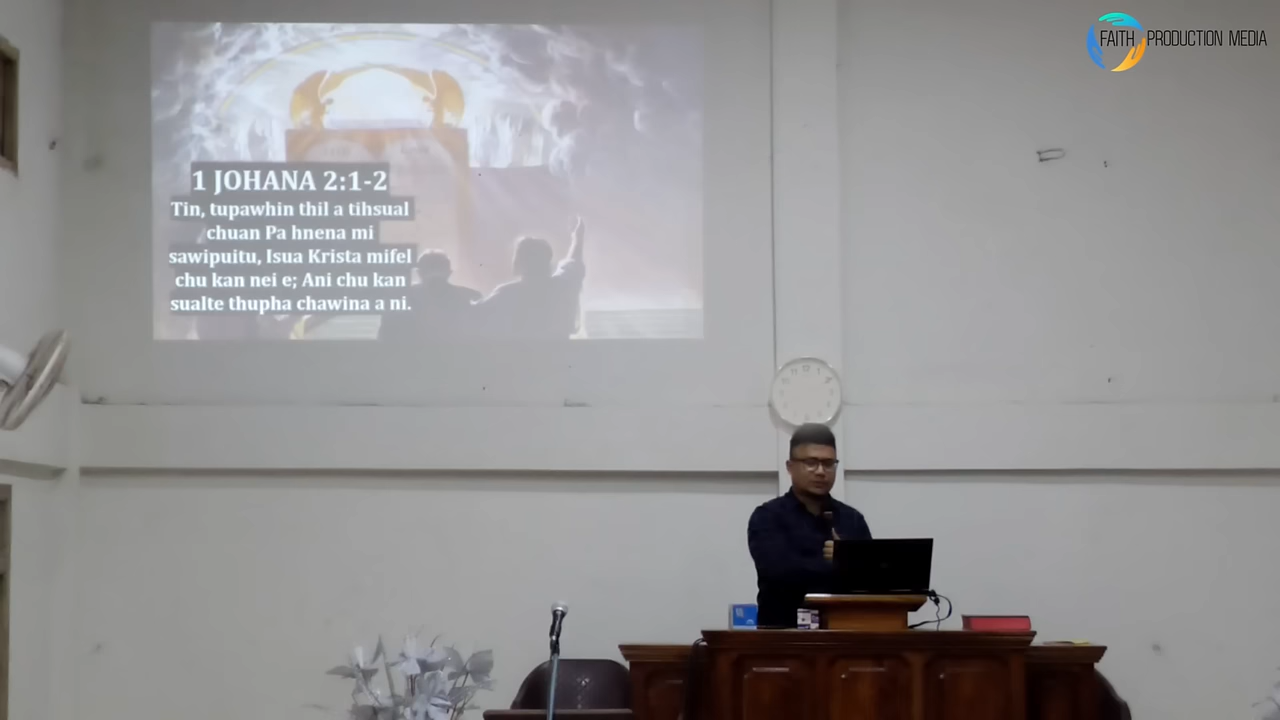 FAITH PRODUCTION MEDIA
1 JOHANA 2:1-2
Tin, tupawhin thil a tihsual
chuan Pa hnena mi
sawipuitu, Isua Krista mifel
chu kan nei e; Ani chu kan
sualte thupha chawina a ni.